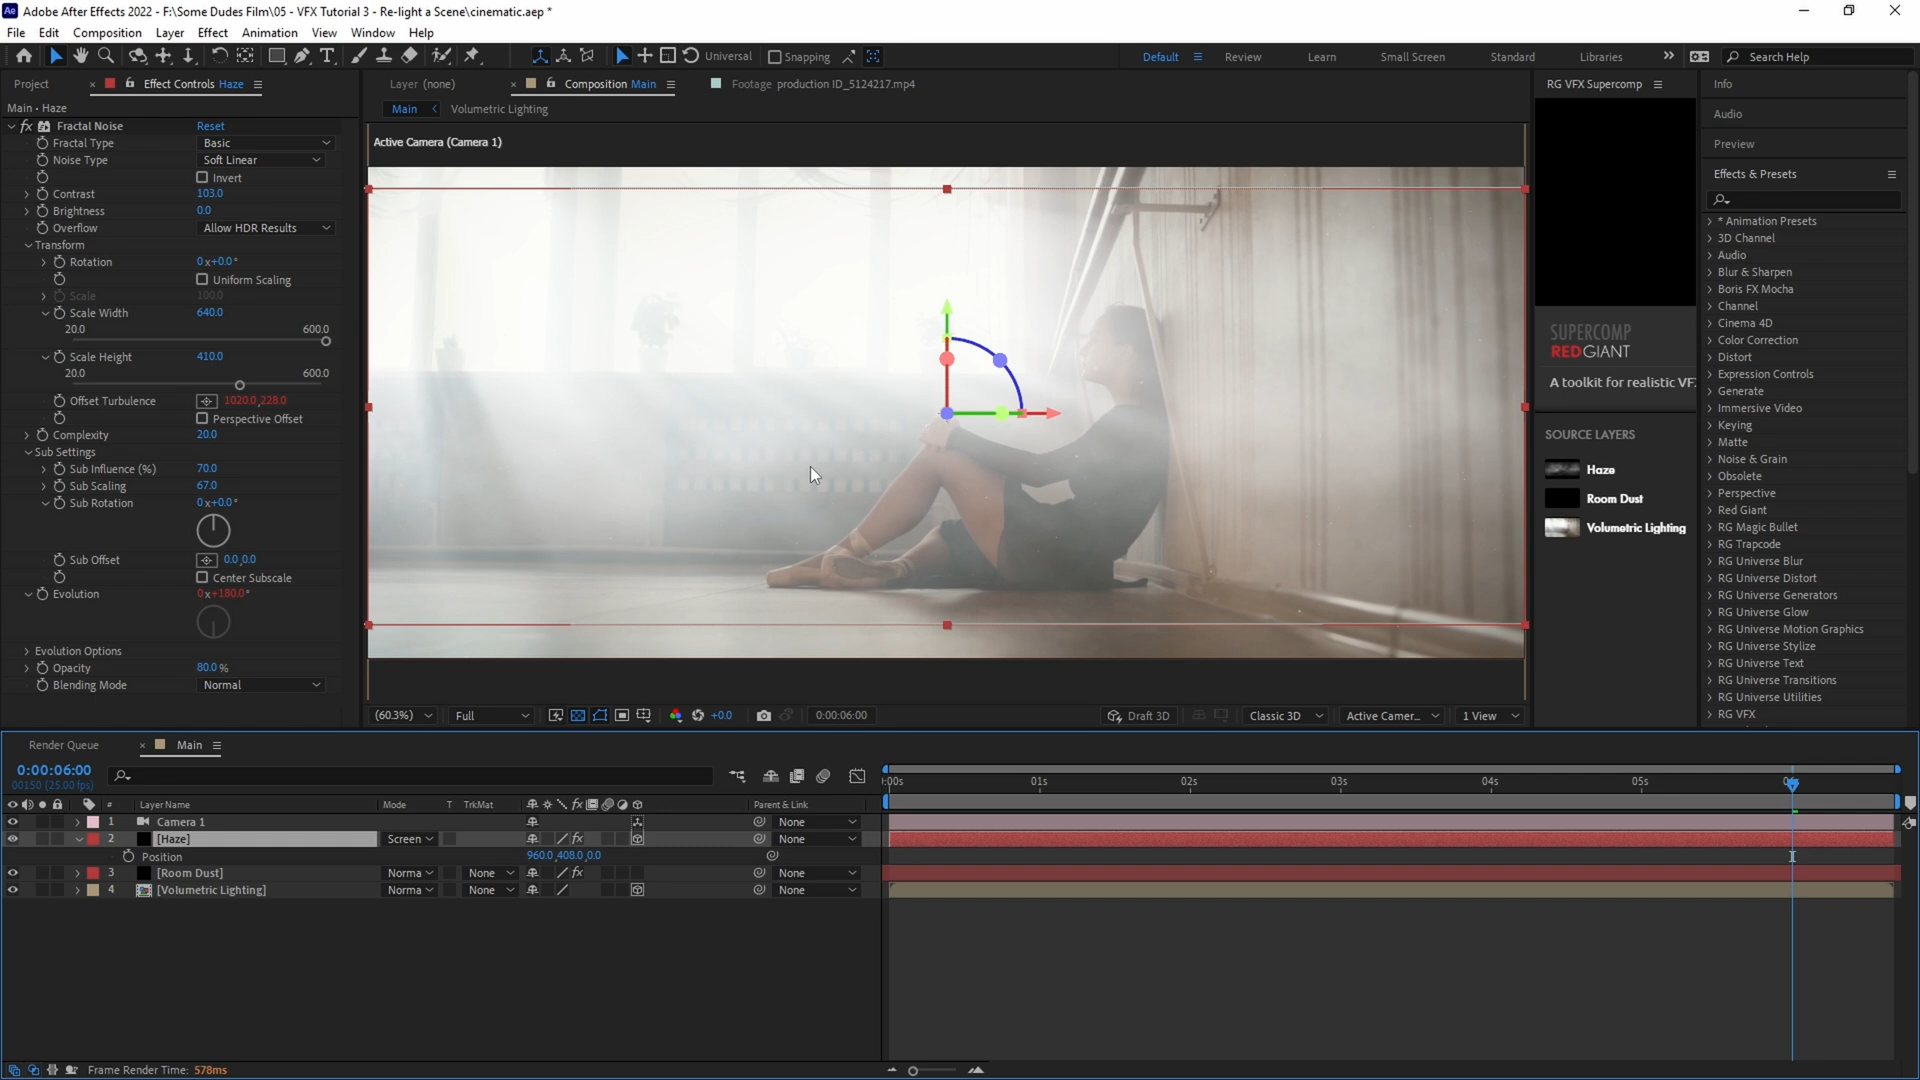 Adobe After Effects 2022 - F:\Some Dudes Film\05 - VFX Tutorial 3 - Re-light a Scene\cinematic.aep *
File Edit Composition Layer Effect Animation View Window Help
Universal Snapping Default Review Learn Small Screen Standard Libraries Search Help
Project Effect Controls Haze
Layer (none) Composition Main Footage production ID_5124217.mp4
RG VFX Supercomp
Info
Main • Haze
Main Volumetric Lighting
Audio
Fractal Noise Reset
Fractal Type Basic
Active Camera (Camera 1)
Preview
Noise Type Soft Linear
Invert
Effects & Presets
Contrast 103.0
Brightness 0.0
Overflow Allow HDR Results
Transform
Rotation 0x+0.0°
Uniform Scaling
Scale 100.0
Scale Width 640.0
20.0 600.0
Scale Height 410.0
20.0 600.0
Offset Turbulence 1020.0,228.0
Perspective Offset
Complexity 20.0
Sub Settings
Sub Influence (%) 70.0
Sub Scaling 67.0
Sub Rotation 0x+0.0°
Sub Offset 0.0,0.0
Center Subscale
Evolution 0x+180.0°
Evolution Options
Opacity 80.0%
Blending Mode Normal
SUPERCOMP
REDGIANT
A toolkit for realistic VF
SOURCE LAYERS
Haze
Room Dust
Volumetric Lighting
* Animation Presets
3D Channel
Audio
Blur & Sharpen
Boris FX Mocha
Channel
Cinema 4D
Color Correction
Distort
Expression Controls
Generate
Immersive Video
Keying
Matte
Noise & Grain
Obsolete
Perspective
Red Giant
RG Magic Bullet
RG Trapcode
RG Universe Blur
RG Universe Distort
RG Universe Generators
RG Universe Glow
RG Universe Motion Graphics
RG Universe Stylize
RG Universe Text
RG Universe Transitions
RG Universe Utilities
RG VFX
(60.3%) Full +0.0 0:00:06:00 Draft 3D Classic 3D Active Camer... 1 View
Render Queue Main
0:00:06:00
00150 (25.00 fps)
:00s 01s 02s 03s 04s 05s
# Layer Name Mode T TrkMat Parent & Link
1 Camera 1 None
2 [Haze] Screen None
Position 960.0,408.0,0.0
3 [Room Dust] Norma None None
4 [Volumetric Lighting] Norma None None
Frame Render Time: 578ms